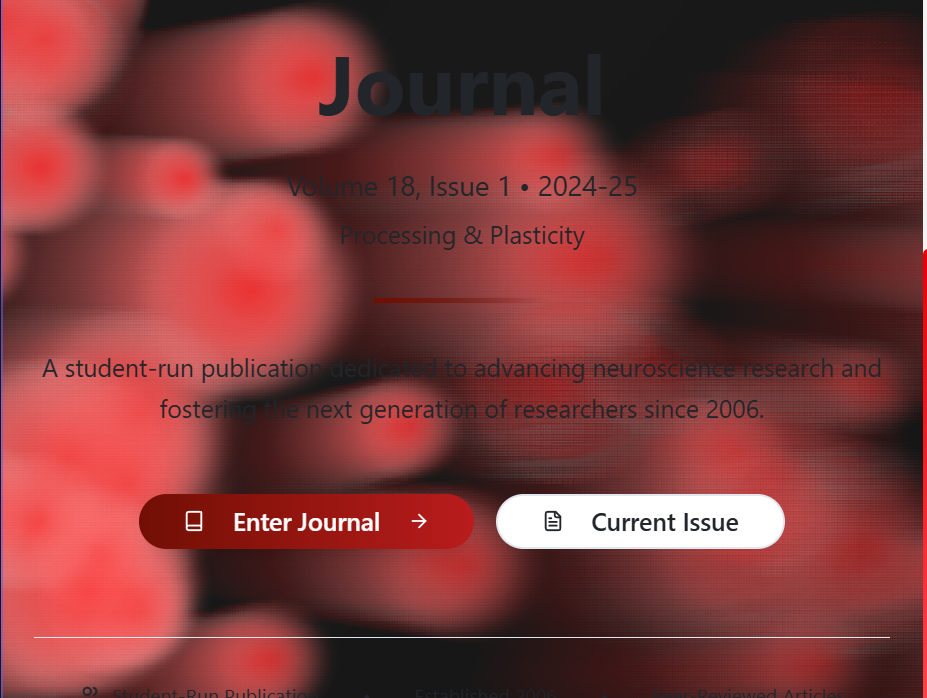 Journal
Volume 18, Issue 1 • 2024-25
Processing & Plasticity
A student-run publication dedicated to advancing neuroscience research and
fostering the next generation of researchers since 2006.
Enter Journal → Current Issue
Student-Run Publication • Established 2006 Peer-Reviewed Articles